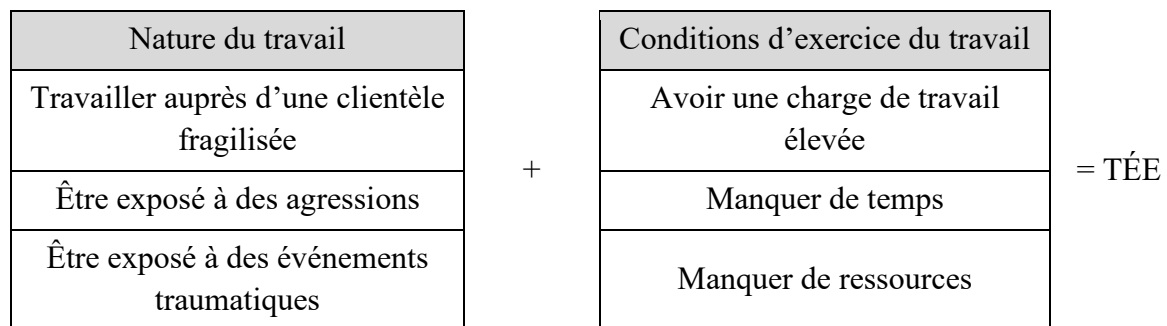 Nature du travail
Travailler auprès d’une clientèle
fragilisée
Être exposé à des agressions
Être exposé à des événements
traumatiques
+
Conditions d’exercice du travail
Avoir une charge de travail
élevée
Manquer de temps
Manquer de ressources
= TÉE